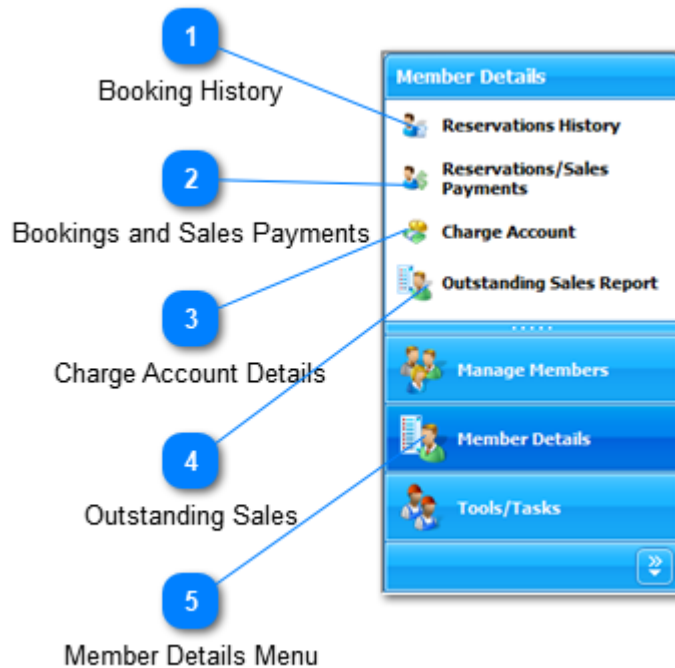 1
Booking History
2
Bookings and Sales Payments
3
Charge Account Details
4
Outstanding Sales
5
Member Details Menu
Member Details
Reservations History
Reservations/Sales
Payments
Charge Account
Outstanding Sales Report
Manage Members
Member Details
Tools/Tasks